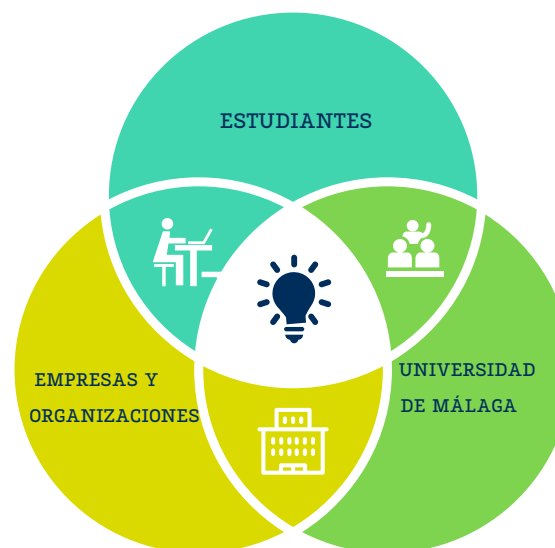 ESTUDIANTES
EMPRESAS Y
ORGANIZACIONES
UNIVERSIDAD
DE MÁLAGA